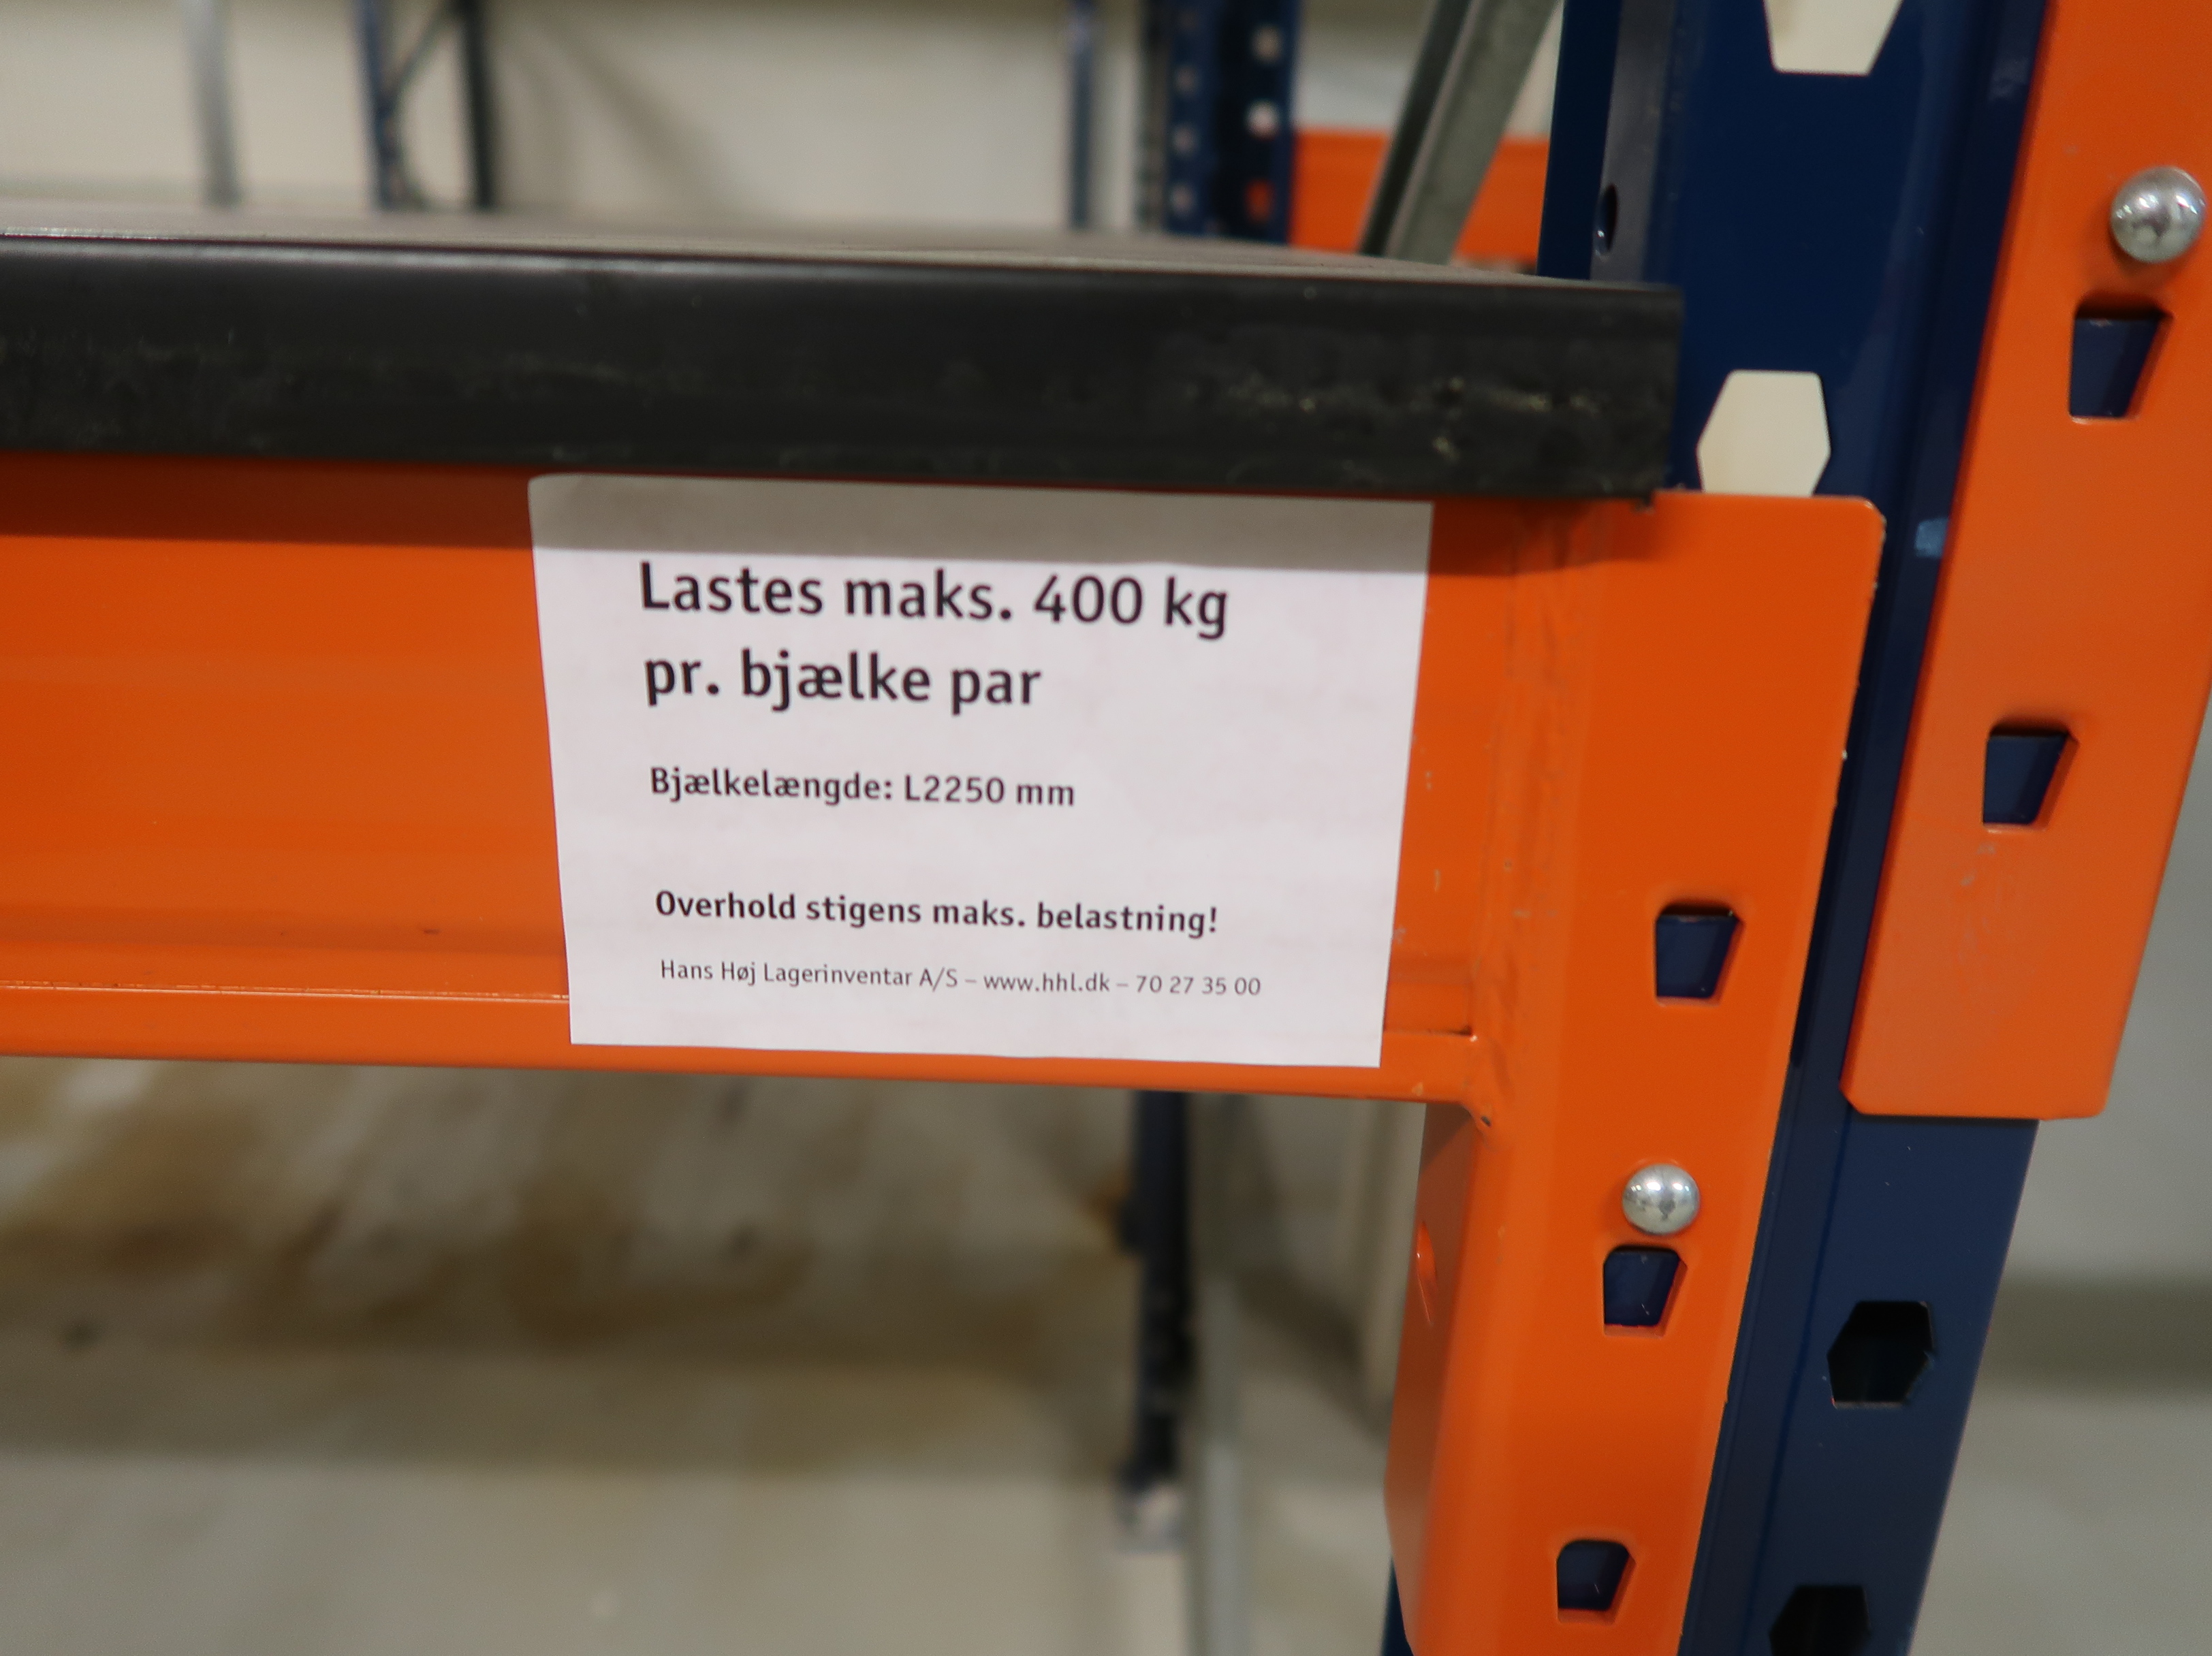 Lastes maks. 400 kg
pr. bjælke par
Bjælkelængde: L2250 mm
Overhold stigens maks. belastning!
Hans Høj Lagerinventar A/S – www.hhl.dk – 70 27 35 00